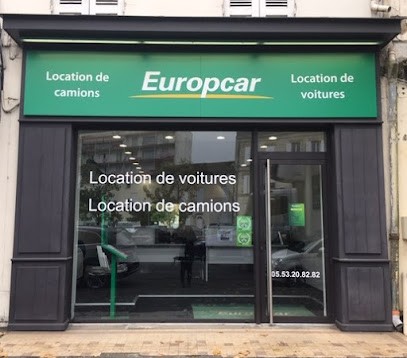 Location de
camions
Europcar
Location de
voitures
Location de voitures
Location de camions
05.53.20.82.82